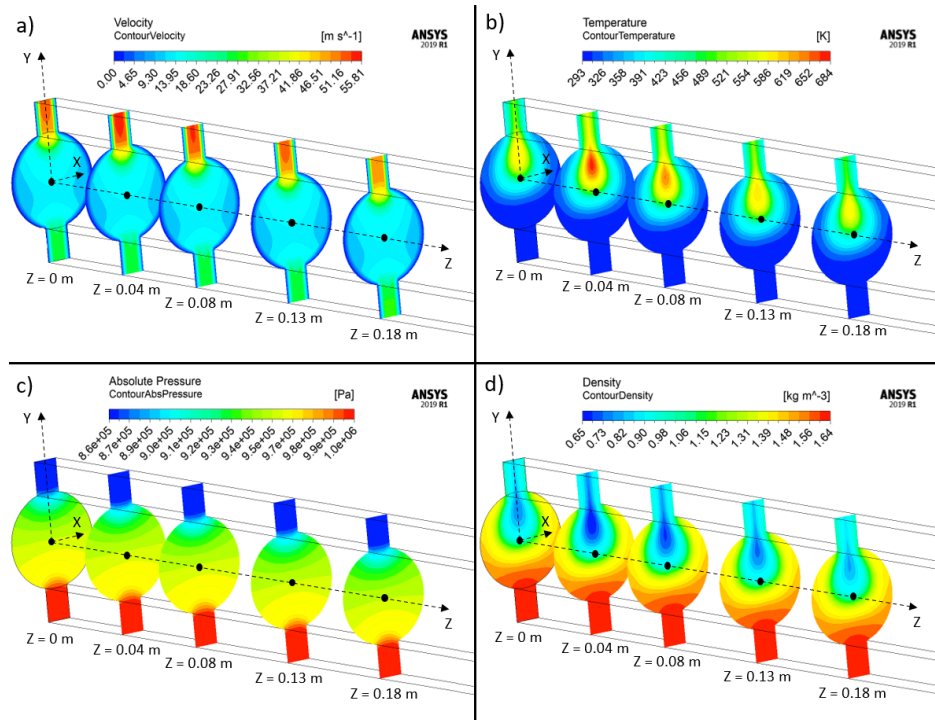 a)
Velocity
ContourVelocity
[m s^-1]
0.00 4.65 9.30 13.95 18.60 23.26 27.91 32.56 37.21 41.86 46.51 51.16 55.81
ANSYS
2019 R1
Y
X
Z
Z = 0 m
Z = 0.04 m
Z = 0.08 m
Z = 0.13 m
Z = 0.18 m
b)
Temperature
ContourTemperature
[K]
293 326 358 391 423 456 489 521 554 586 619 652 684
ANSYS
2019 R1
Y
X
Z
Z = 0 m
Z = 0.04 m
Z = 0.08 m
Z = 0.13 m
Z = 0.18 m
c)
Absolute Pressure
ContourAbsPressure
[Pa]
8.6e+05 8.7e+05 8.9e+05 9.0e+05 9.1e+05 9.2e+05 9.3e+05 9.4e+05 9.5e+05 9.7e+05 9.8e+05 9.9e+05 1.0e+06
ANSYS
2019 R1
Y
X
Z
Z = 0 m
Z = 0.04 m
Z = 0.08 m
Z = 0.13 m
Z = 0.18 m
d)
Density
ContourDensity
[kg m^-3]
0.65 0.73 0.82 0.90 0.98 1.06 1.15 1.23 1.31 1.39 1.48 1.56 1.64
ANSYS
2019 R1
Y
X
Z
Z = 0 m
Z = 0.04 m
Z = 0.08 m
Z = 0.13 m
Z = 0.18 m